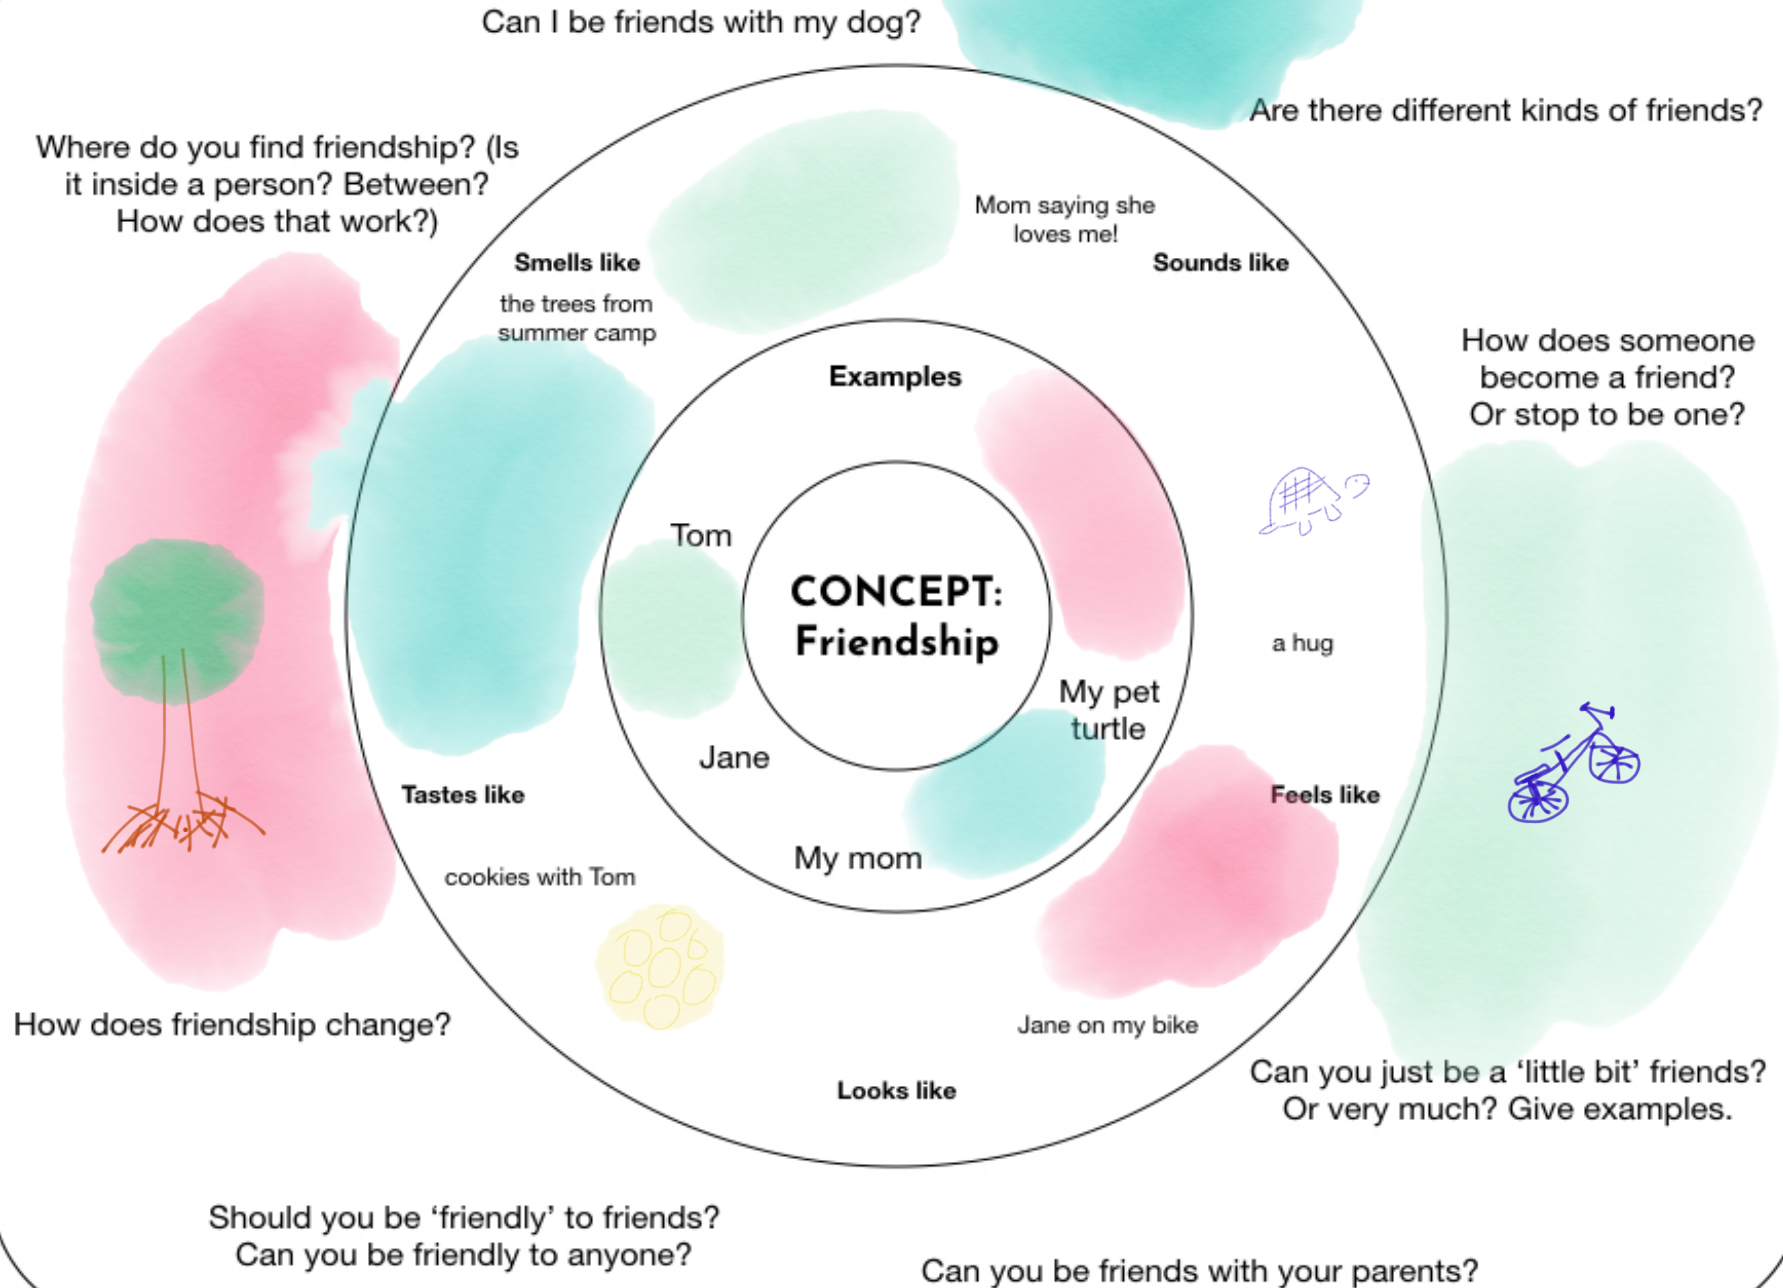 Can I be friends with my dog?
Are there different kinds of friends?
Where do you find friendship? (Is
it inside a person? Between?
How does that work?)
Mom saying she
loves me!
Smells like
Sounds like
the trees from
summer camp
How does someone
become a friend?
Or stop to be one?
Examples
Tom
CONCEPT:
Friendship
a hug
My pet
turtle
Jane
Tastes like
Feels like
My mom
cookies with Tom
How does friendship change?
Jane on my bike
Looks like
Can you just be a ‘little bit’ friends?
Or very much? Give examples.
Should you be ‘friendly’ to friends?
Can you be friendly to anyone?
Can you be friends with your parents?